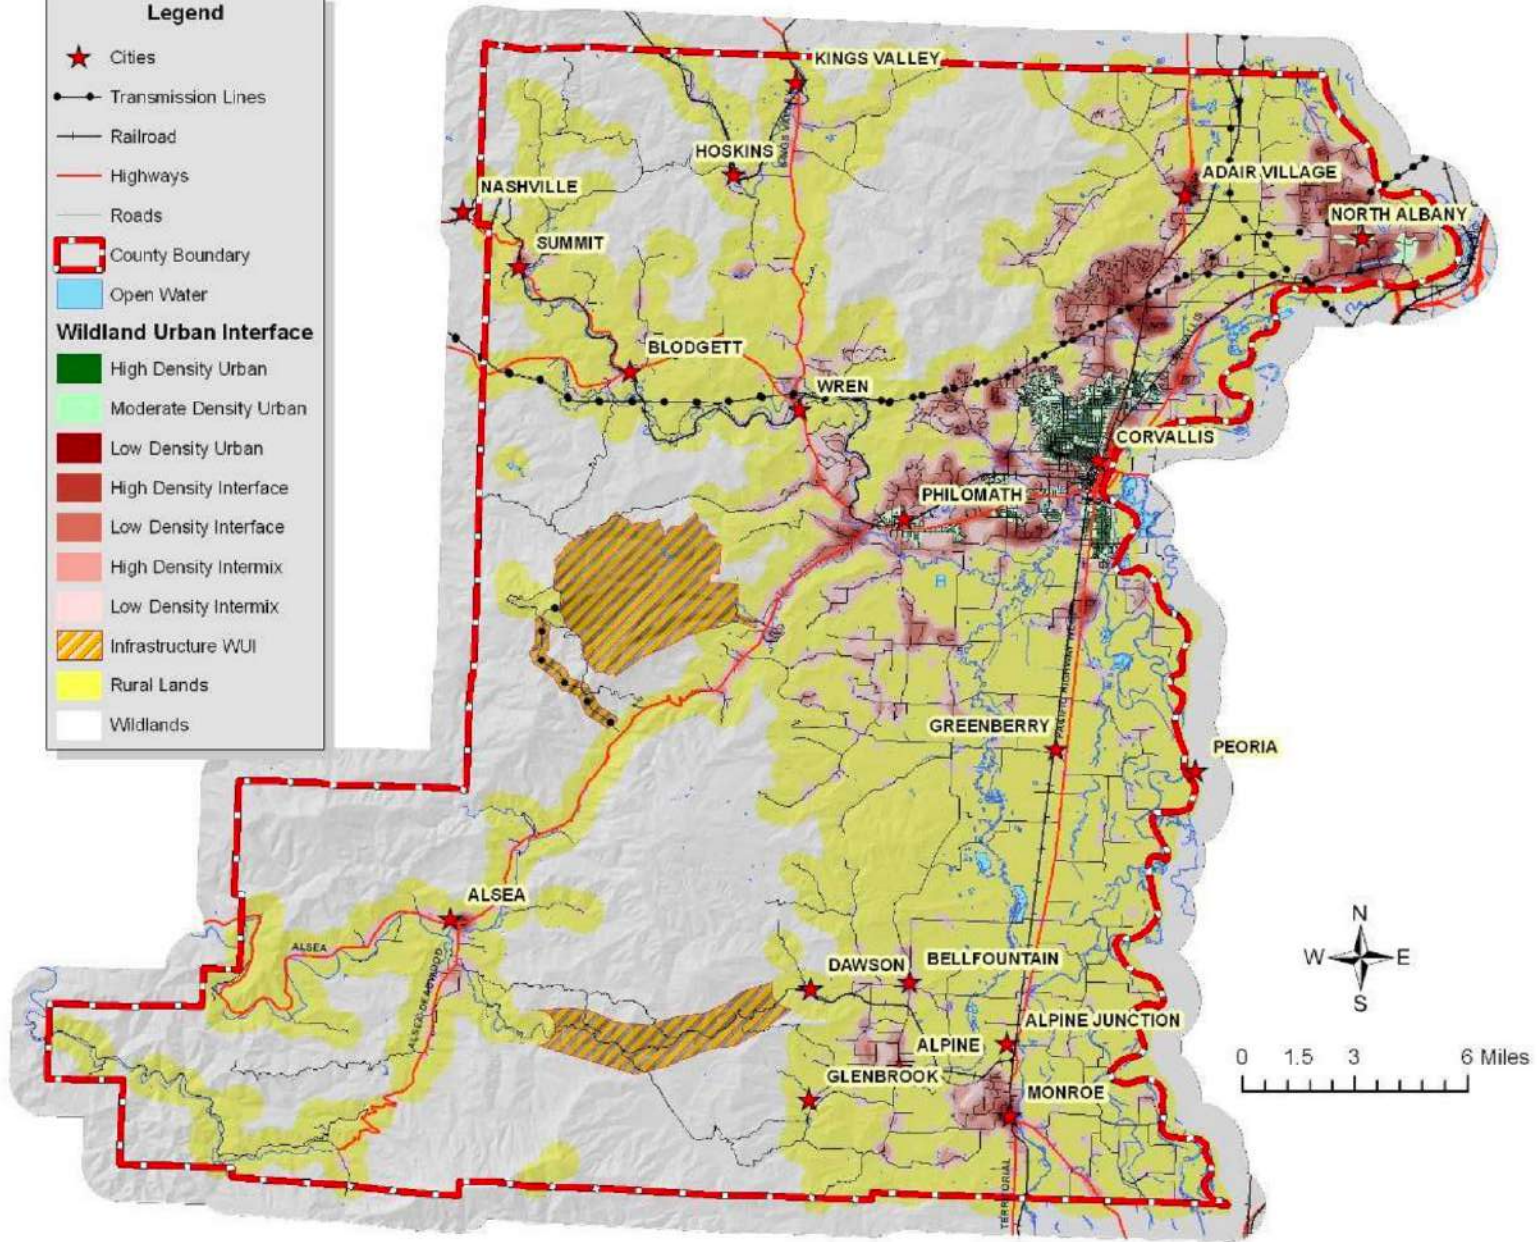 Legend
Cities
Transmission Lines
Railroad
Highways
Roads
County Boundary
Open Water
Wildland Urban Interface
High Density Urban
Moderate Density Urban
Low Density Urban
High Density Interface
Low Density Interface
High Density Intermix
Low Density Intermix
Infrastructure WUI
Rural Lands
Wildlands
KINGS VALLEY
HOSKINS
NASHVILLE
ADAIR VILLAGE
NORTH ALBANY
SUMMIT
BLODGETT
WREN
CORVALLIS
PHILOMATH
GREENBERRY
PEORIA
ALSEA
ALSEA
ALSEA-DEADWOOD
DAWSON
BELLFOUNTAIN
ALPINE JUNCTION
ALPINE
GLENBROOK
MONROE
TERRITORIAL
N
W E
S
0 1.5 3 6 Miles